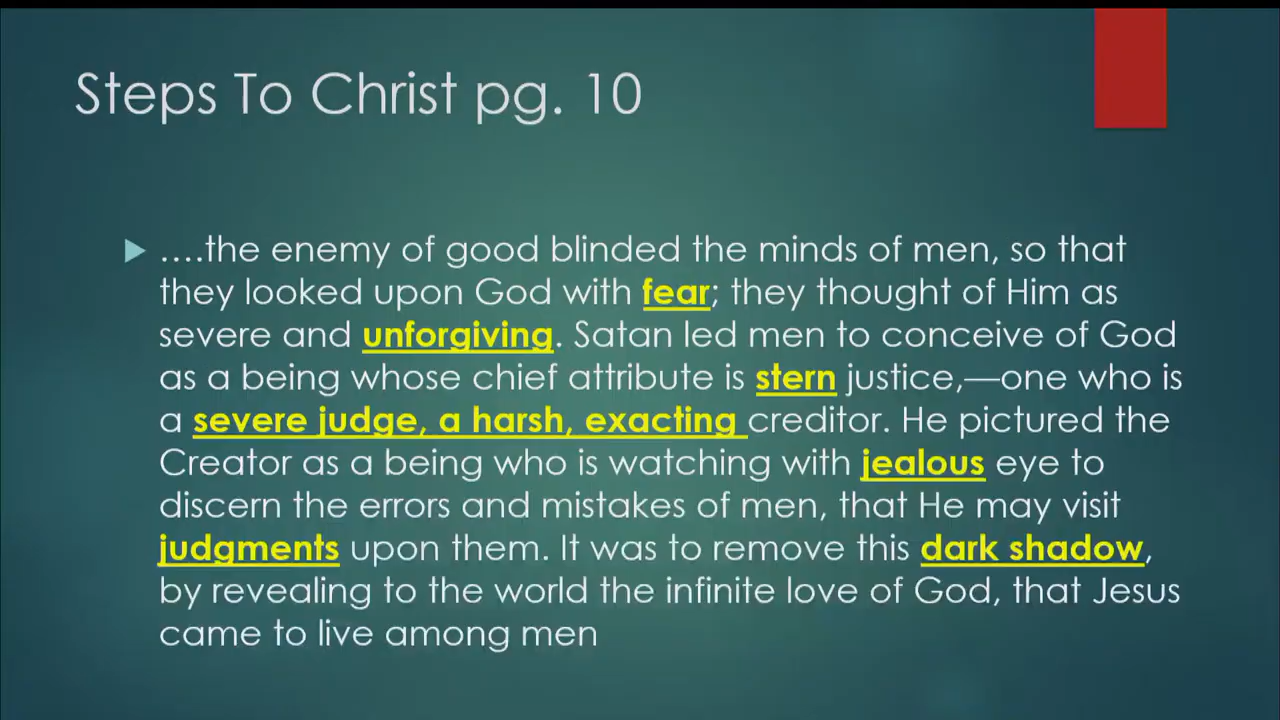 Steps To Christ pg. 10
….the enemy of good blinded the minds of men, so that
they looked upon God with fear; they thought of Him as
severe and unforgiving. Satan led men to conceive of God
as a being whose chief attribute is stern justice,—one who is
a severe judge, a harsh, exacting creditor. He pictured the
Creator as a being who is watching with jealous eye to
discern the errors and mistakes of men, that He may visit
judgments upon them. It was to remove this dark shadow,
by revealing to the world the infinite love of God, that Jesus
came to live among men